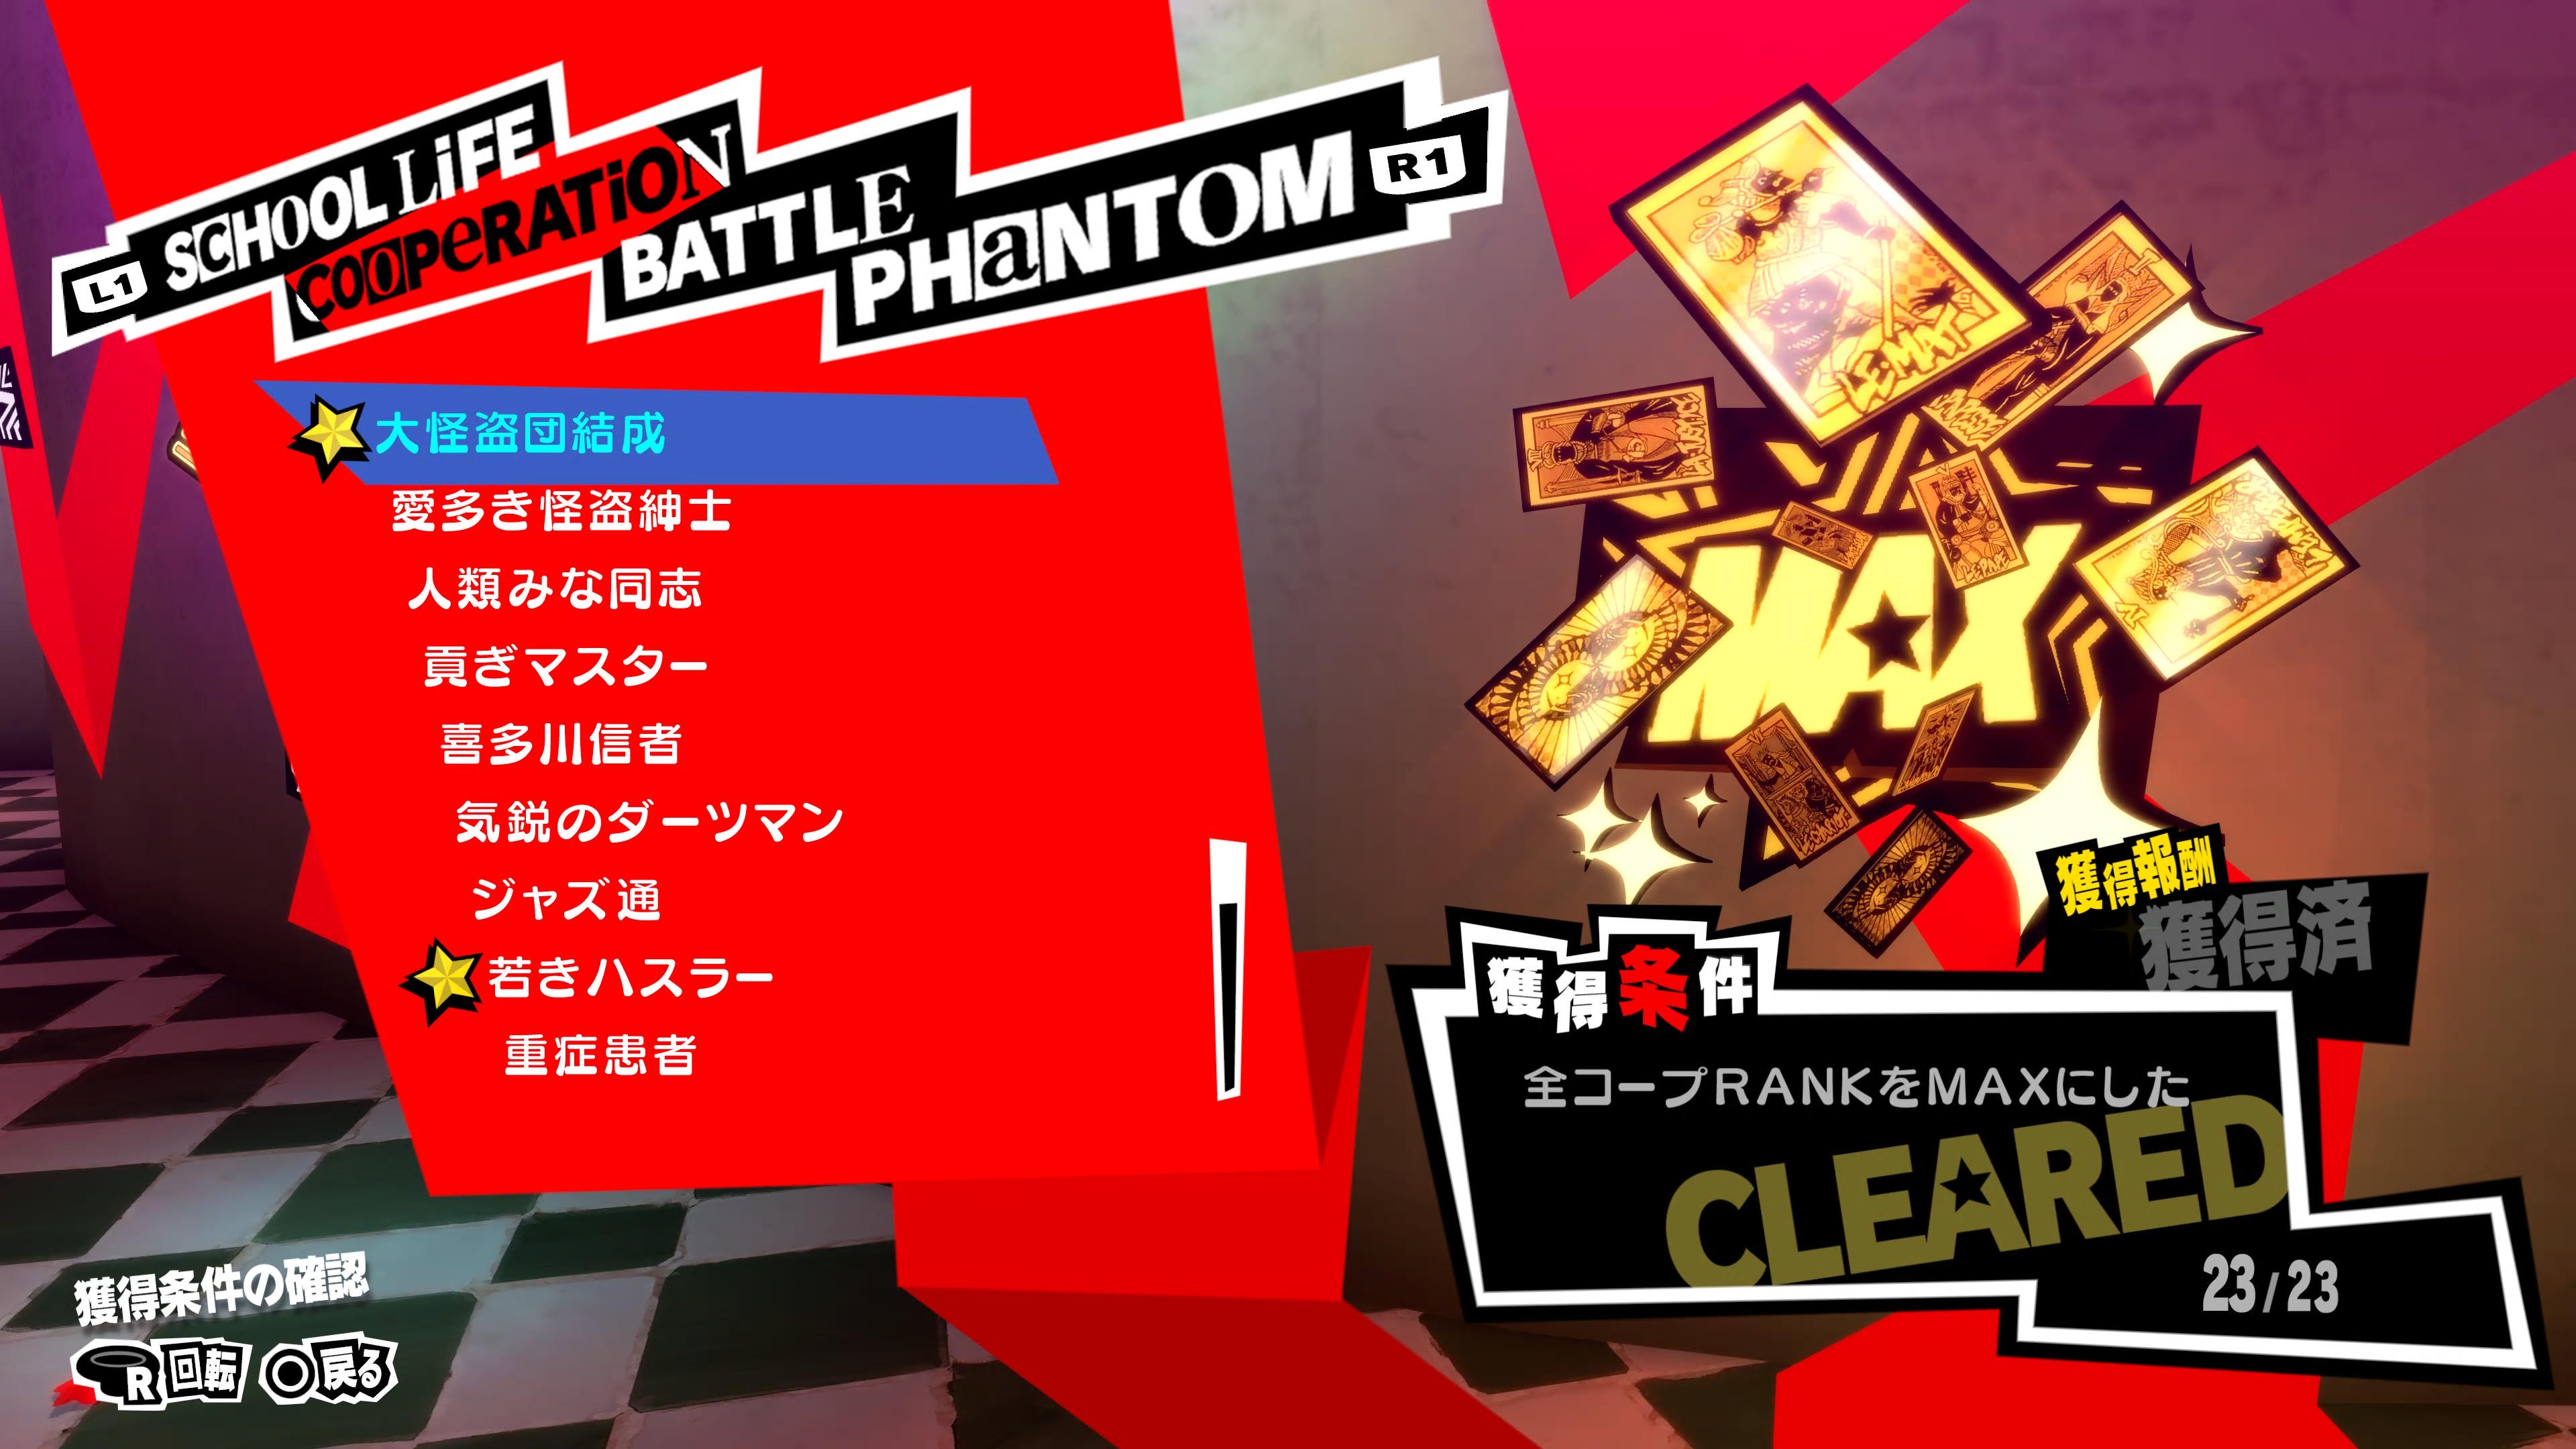 L1
SCHOOL LiFE
COOPeRATiON
BATTLE
PHaNTOM
R1
大怪盗団結成
愛多き怪盗紳士
人類みな同志
貢ぎマスター
喜多川信者
気鋭のダーツマン
ジャズ通
若きハスラー
重症患者
LE・MAT
MAX
獲得報酬
獲得済
獲得条件
全コープRANKをMAXにした
CLEARED
23/23
獲得条件の確認
R 回転 戻る